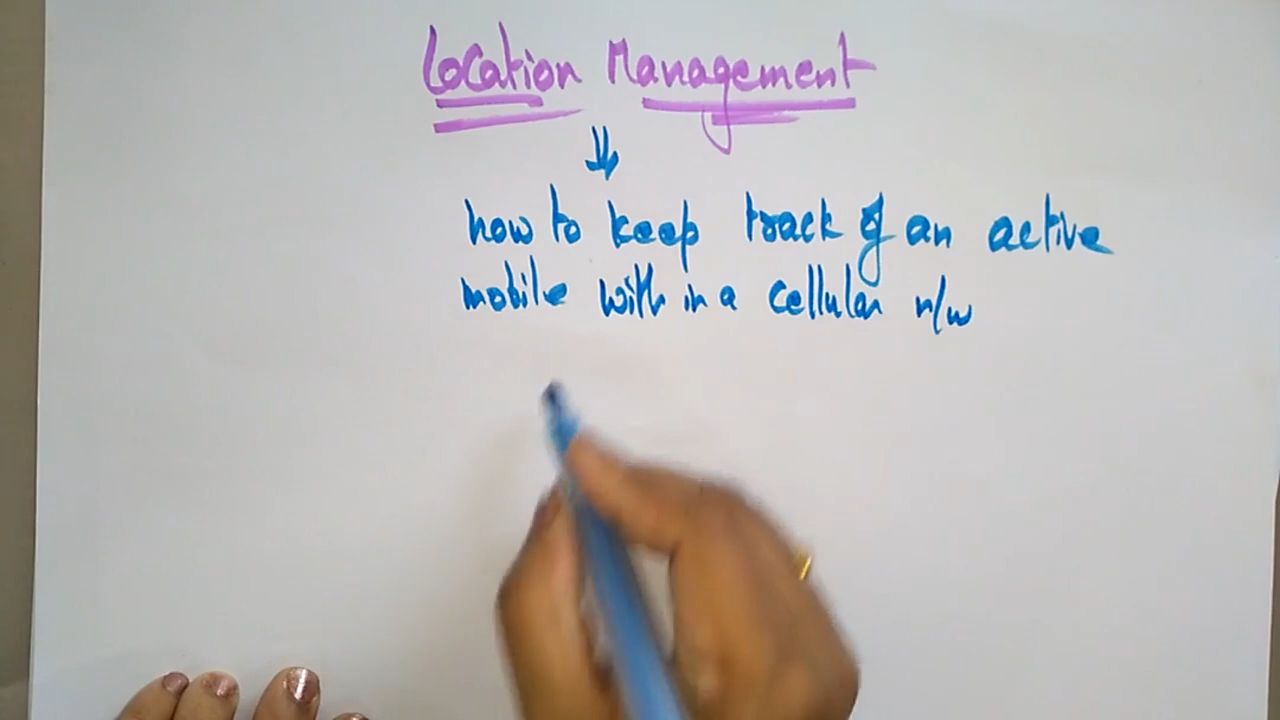 Location Management
how to keep track of an active
mobile with in a cellular n/w